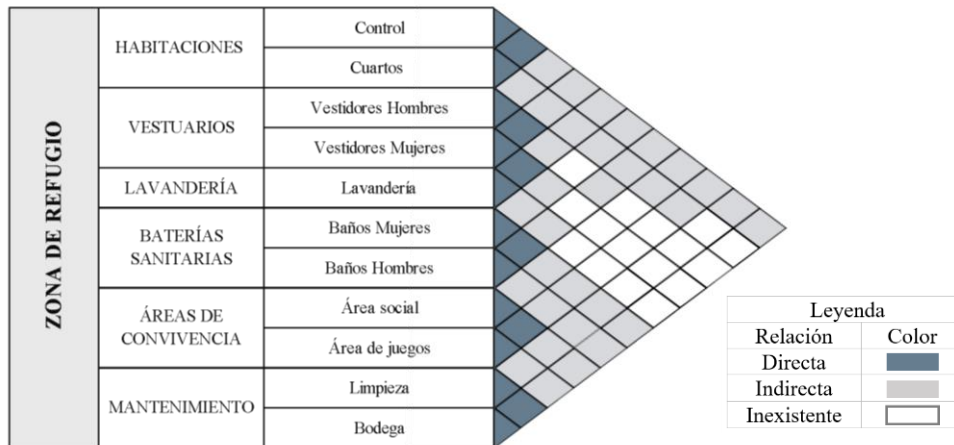 ZONA DE REFUGIO
HABITACIONES
Control
Cuartos
VESTUARIOS
Vestidores Hombres
Vestidores Mujeres
LAVANDERÍA
Lavandería
BATERÍAS
SANITARIAS
Baños Mujeres
Baños Hombres
ÁREAS DE
CONVIVENCIA
Área social
Área de juegos
MANTENIMIENTO
Limpieza
Bodega
Leyenda
Relación Color
Directa
Indirecta
Inexistente